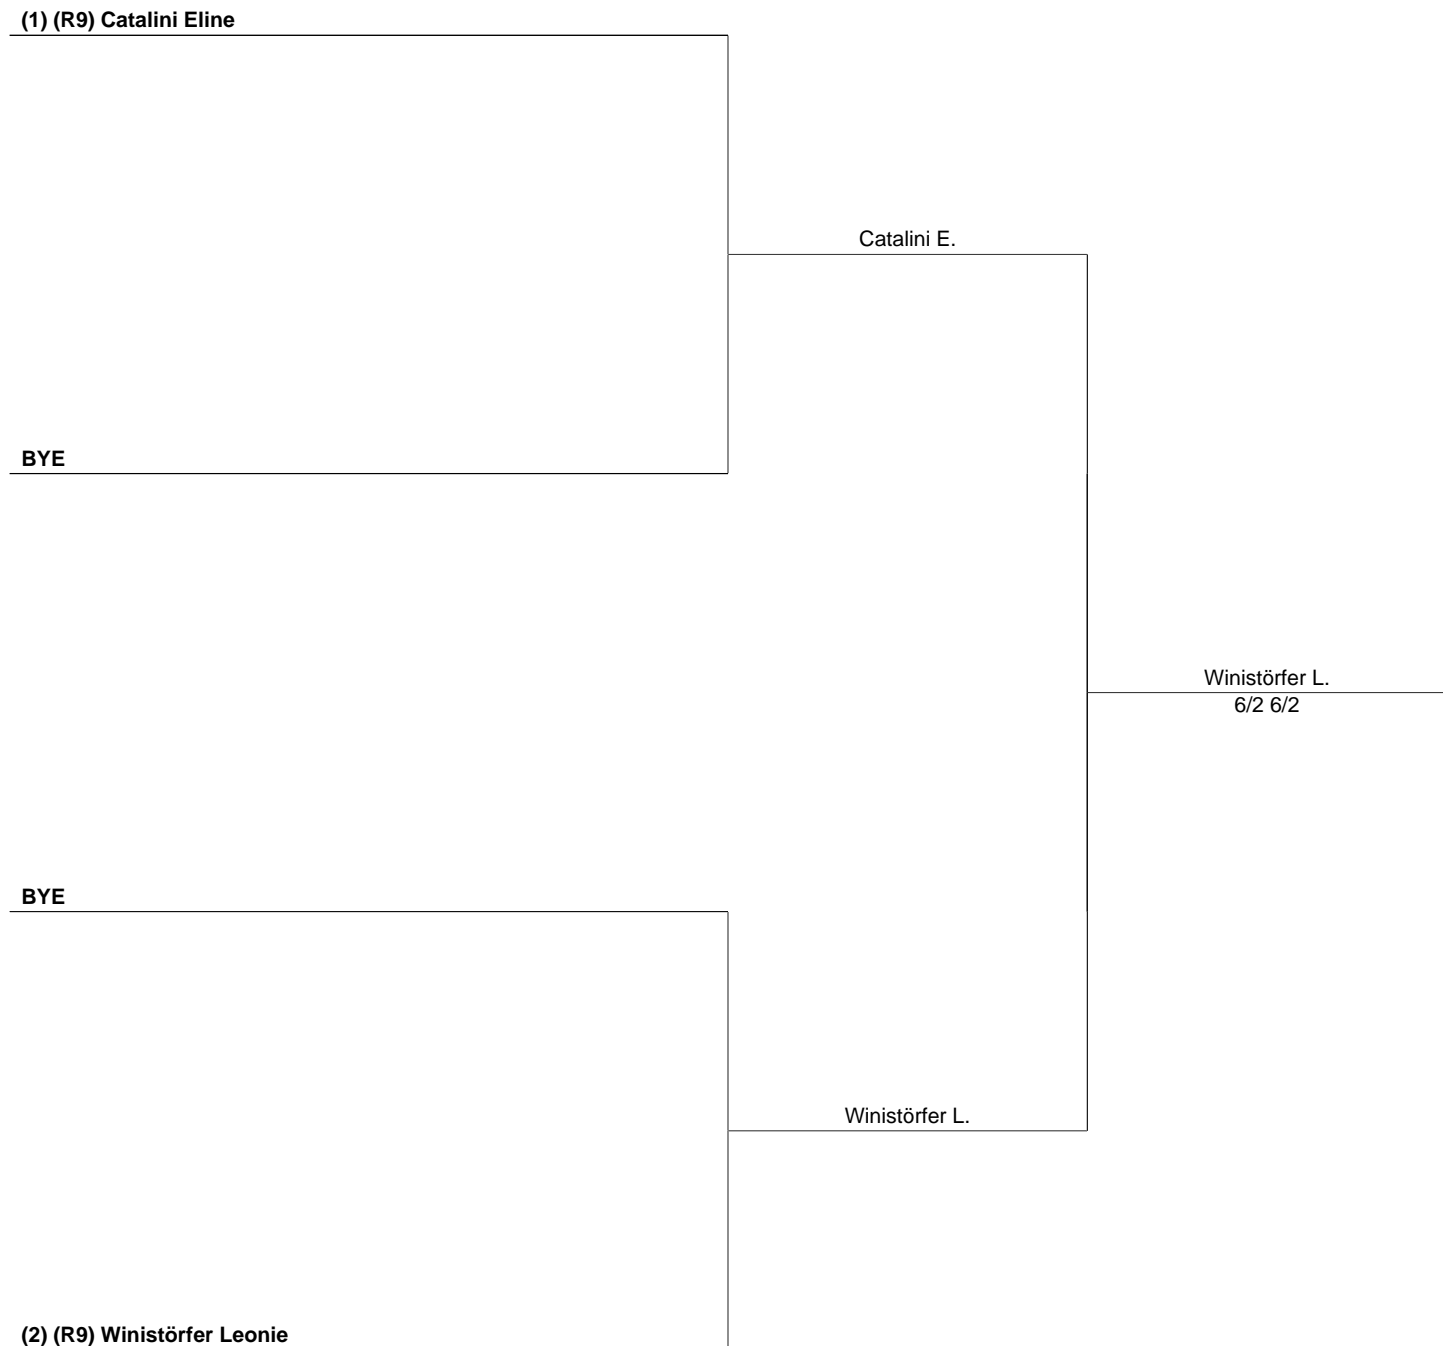 (1) (R9) Catalini Eline
Catalini E.
BYE
Winistörfer L.
6/2 6/2
BYE
Winistörfer L.
(2) (R9) Winistörfer Leonie